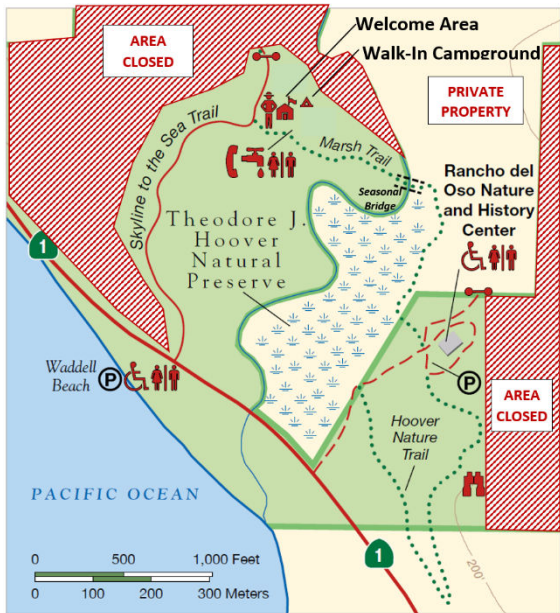 AREA
CLOSED
Welcome Area
Walk-In Campground
PRIVATE
PROPERTY
Skyline to the Sea Trail
Marsh Trail
Seasonal
Bridge
Rancho del
Oso Nature
and History
Center
1
Theodore J.
Hoover
Natural
Preserve
Waddell
Beach
P
P
AREA
CLOSED
Hoover
Nature
Trail
PACIFIC OCEAN
1
200'
0 500 1,000 Feet
0 100 200 300 Meters